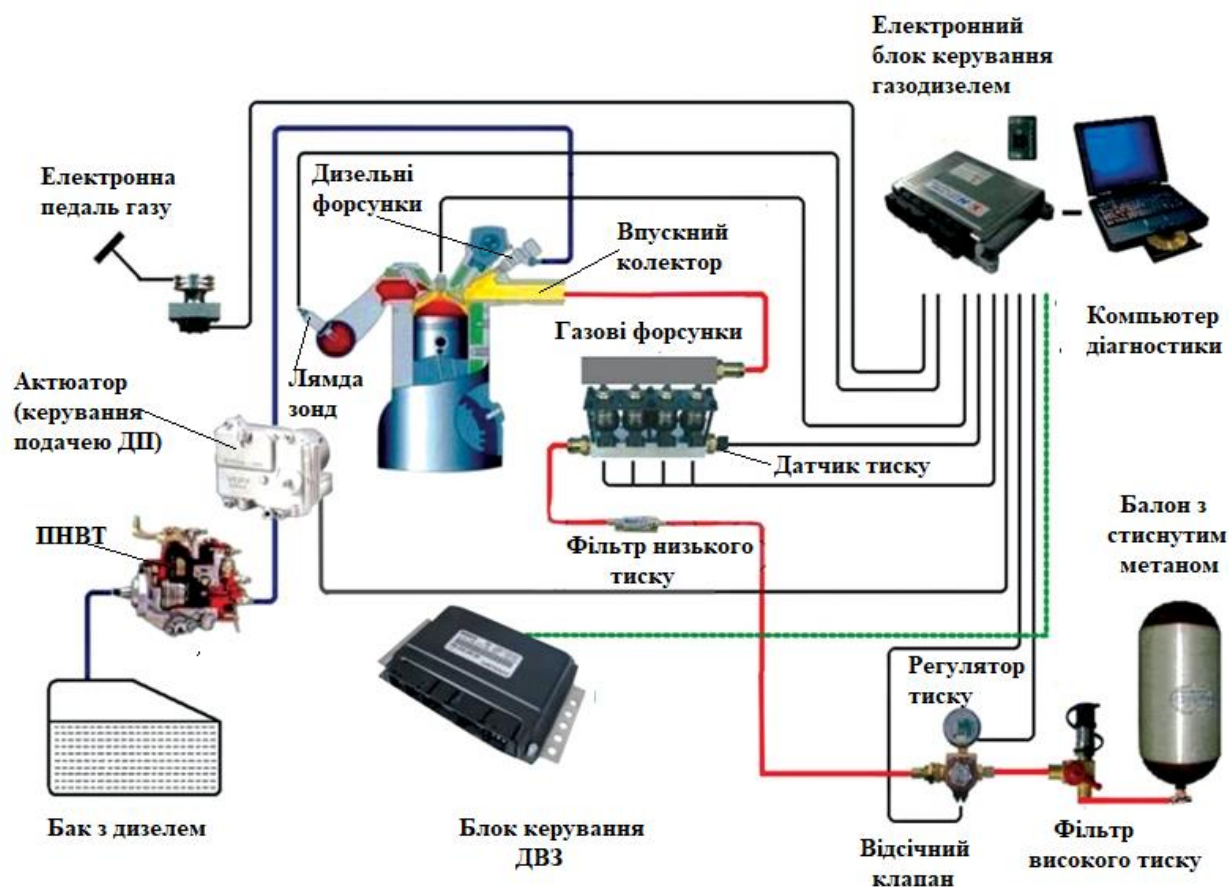 Електронний
блок керування
газодизелем
Дизельні
форсунки
Електронна
педаль газу
Впускний
колектор
Газові форсунки
Компьютер
діагностики
Актюатор
(керування
подачею ДП)
Лямда
зонд
Датчик тиску
ПНВТ
Фільтр низького
тиску
Балон з
стиснутим
метаном
Регулятор
тиску
Бак з дизелем
Блок керування
ДВЗ
Відсічний
клапан
Фільтр
високого тиску